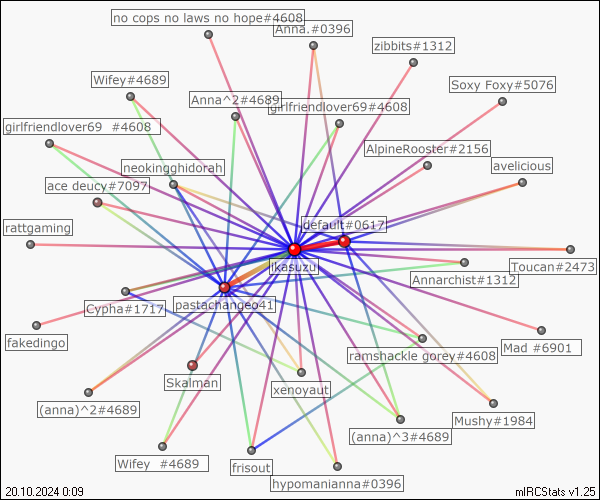 no cops no laws no hope#4608
Anna.#0396
zibbits#1312
Wifey#4689
Soxy Foxy#5076
Anna^2#4689
girlfriendlover69#4608
girlfriendlover69 #4608
AlpineRooster#2156
neokingghidorah
avelicious
ace deucy#7097
rattgaming
default#0617
Ikasuzu
Toucan#2473
Annarchist#1312
Cypha#1717
pastachangeo41
fakedingo
Mad #6901
ramshackle gorey#4608
Skalman
xenoyaut
(anna)^2#4689
Mushy#1984
(anna)^3#4689
Wifey #4689
frisout
hypomanianna#0396
20.10.2024 0:09
mIRCStats v1.25